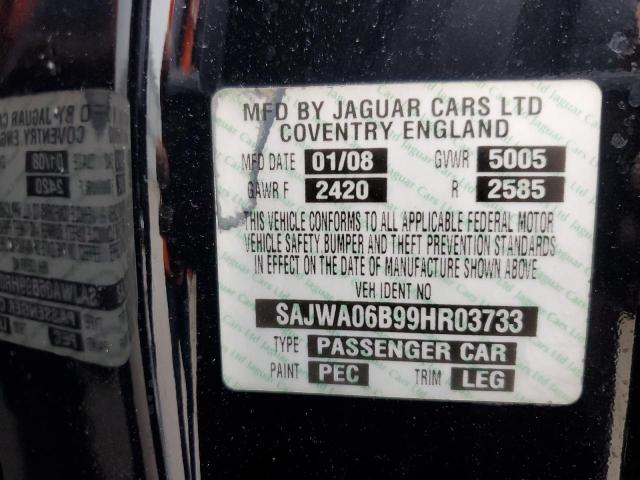 MFD BY JAGUAR CARS LTD
COVENTRY ENGLAND
MFD DATE 01/08 GVWR 5005
GAWR F 2420 R 2585
THIS VEHICLE CONFORMS TO ALL APPLICABLE FEDERAL MOTOR
VEHICLE SAFETY BUMPER AND THEFT PREVENTION STANDARDS
IN EFFECT ON THE DATE OF MANUFACTURE SHOWN ABOVE
VEH IDENT NO
SAJWA06B99HR03733
TYPE PASSENGER CAR
PAINT PEC TRIM LEG